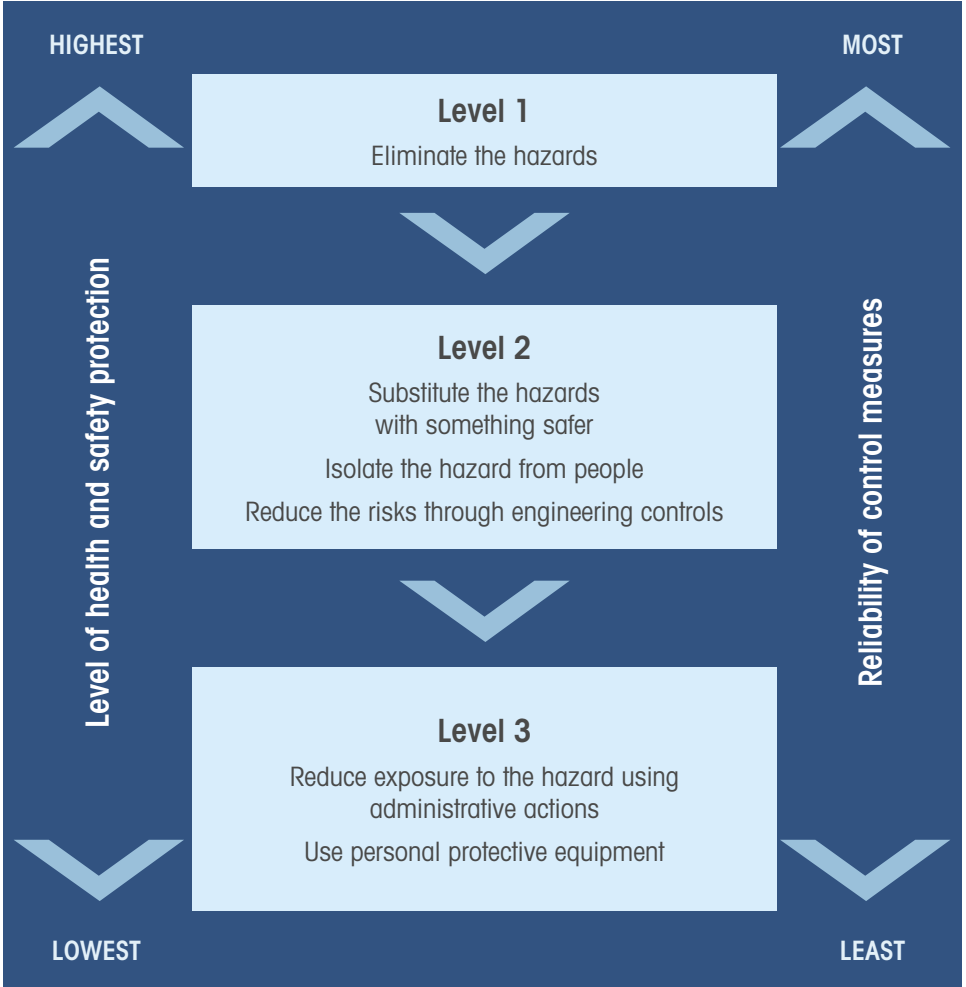 HIGHEST
MOST
Level 1
Eliminate the hazards
Level of health and safety protection
Reliability of control measures
Level 2
Substitute the hazards
with something safer
Isolate the hazard from people
Reduce the risks through engineering controls
Level 3
Reduce exposure to the hazard using
administrative actions
Use personal protective equipment
LOWEST
LEAST